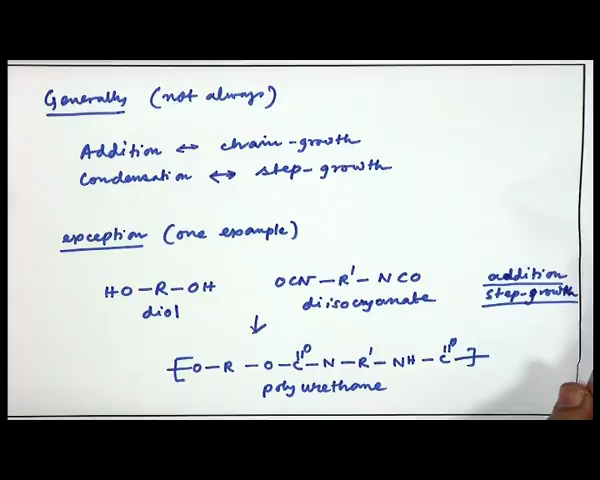 Generally (not always)
Addition ↔ chain-growth
Condensation ↔ step-growth
exception (one example)
HO-R-OH OCN-R'-NCO addition
diol diisocyanate step-growth
↓
[O-R-O-C(=O)-N-R'-NH-C(=O)]
polyurethane